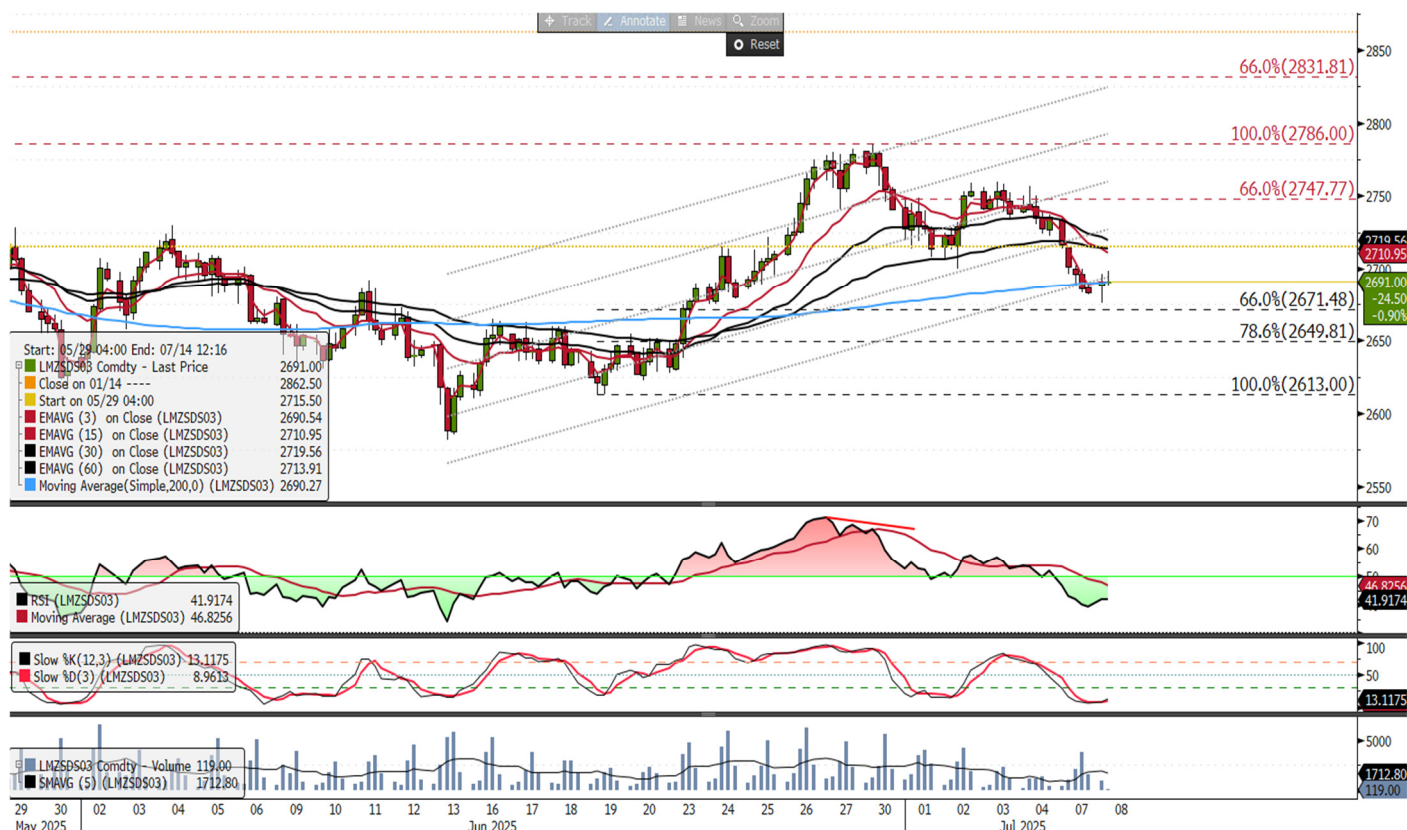 Track Annotate News Zoom
Reset
2850
66.0%(2831.81)
2800
100.0%(2786.00)
2750
66.0%(2747.77)
2719.56
2710.95
2700
2691.00
-24.50
-0.90%
66.0%(2671.48)
2650
78.6%(2649.81)
100.0%(2613.00)
2600
2550
Start: 05/29 04:00 End: 07/14 12:16
LMZSDS03 Comdty - Last Price 2691.00
Close on 01/14 ---- 2862.50
Start on 05/29 04:00 2715.50
EMAVG (3) on Close (LMZSDS03) 2690.54
EMAVG (15) on Close (LMZSDS03) 2710.95
EMAVG (30) on Close (LMZSDS03) 2719.56
EMAVG (60) on Close (LMZSDS03) 2713.91
Moving Average(Simple,200,0) (LMZSDS03) 2690.27
70
60
46.8256
41.9174
RSI (LMZSDS03) 41.9174
Moving Average (LMZSDS03) 46.8256
100
50
13.1175
Slow %K(12,3) (LMZSDS03) 13.1175
Slow %D(3) (LMZSDS03) 8.9613
5000
1712.80
119.00
LMZSDS03 Comdty - Volume 119.00
SMAVG (5) (LMZSDS03) 1712.80
29 30 02 03 04 05 06 09 10 11 12 13 16 17 18 19 20 23 24 25 26 27 30 01 02 03 04 07 08
May 2025 Jun 2025 Jul 2025